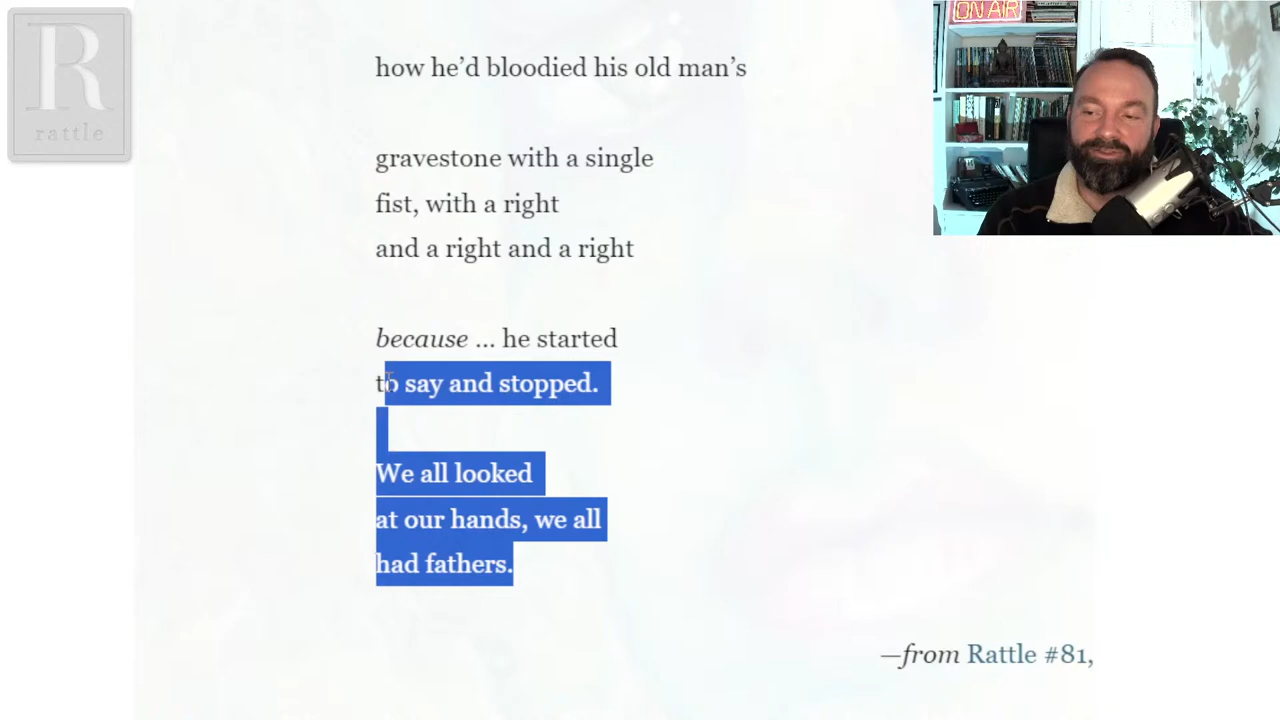 R
rattle
ON AIR
how he’d bloodied his old man’s
gravestone with a single
fist, with a right
and a right and a right
because ... he started
to say and stopped.
We all looked
at our hands, we all
had fathers.
—from Rattle #81,